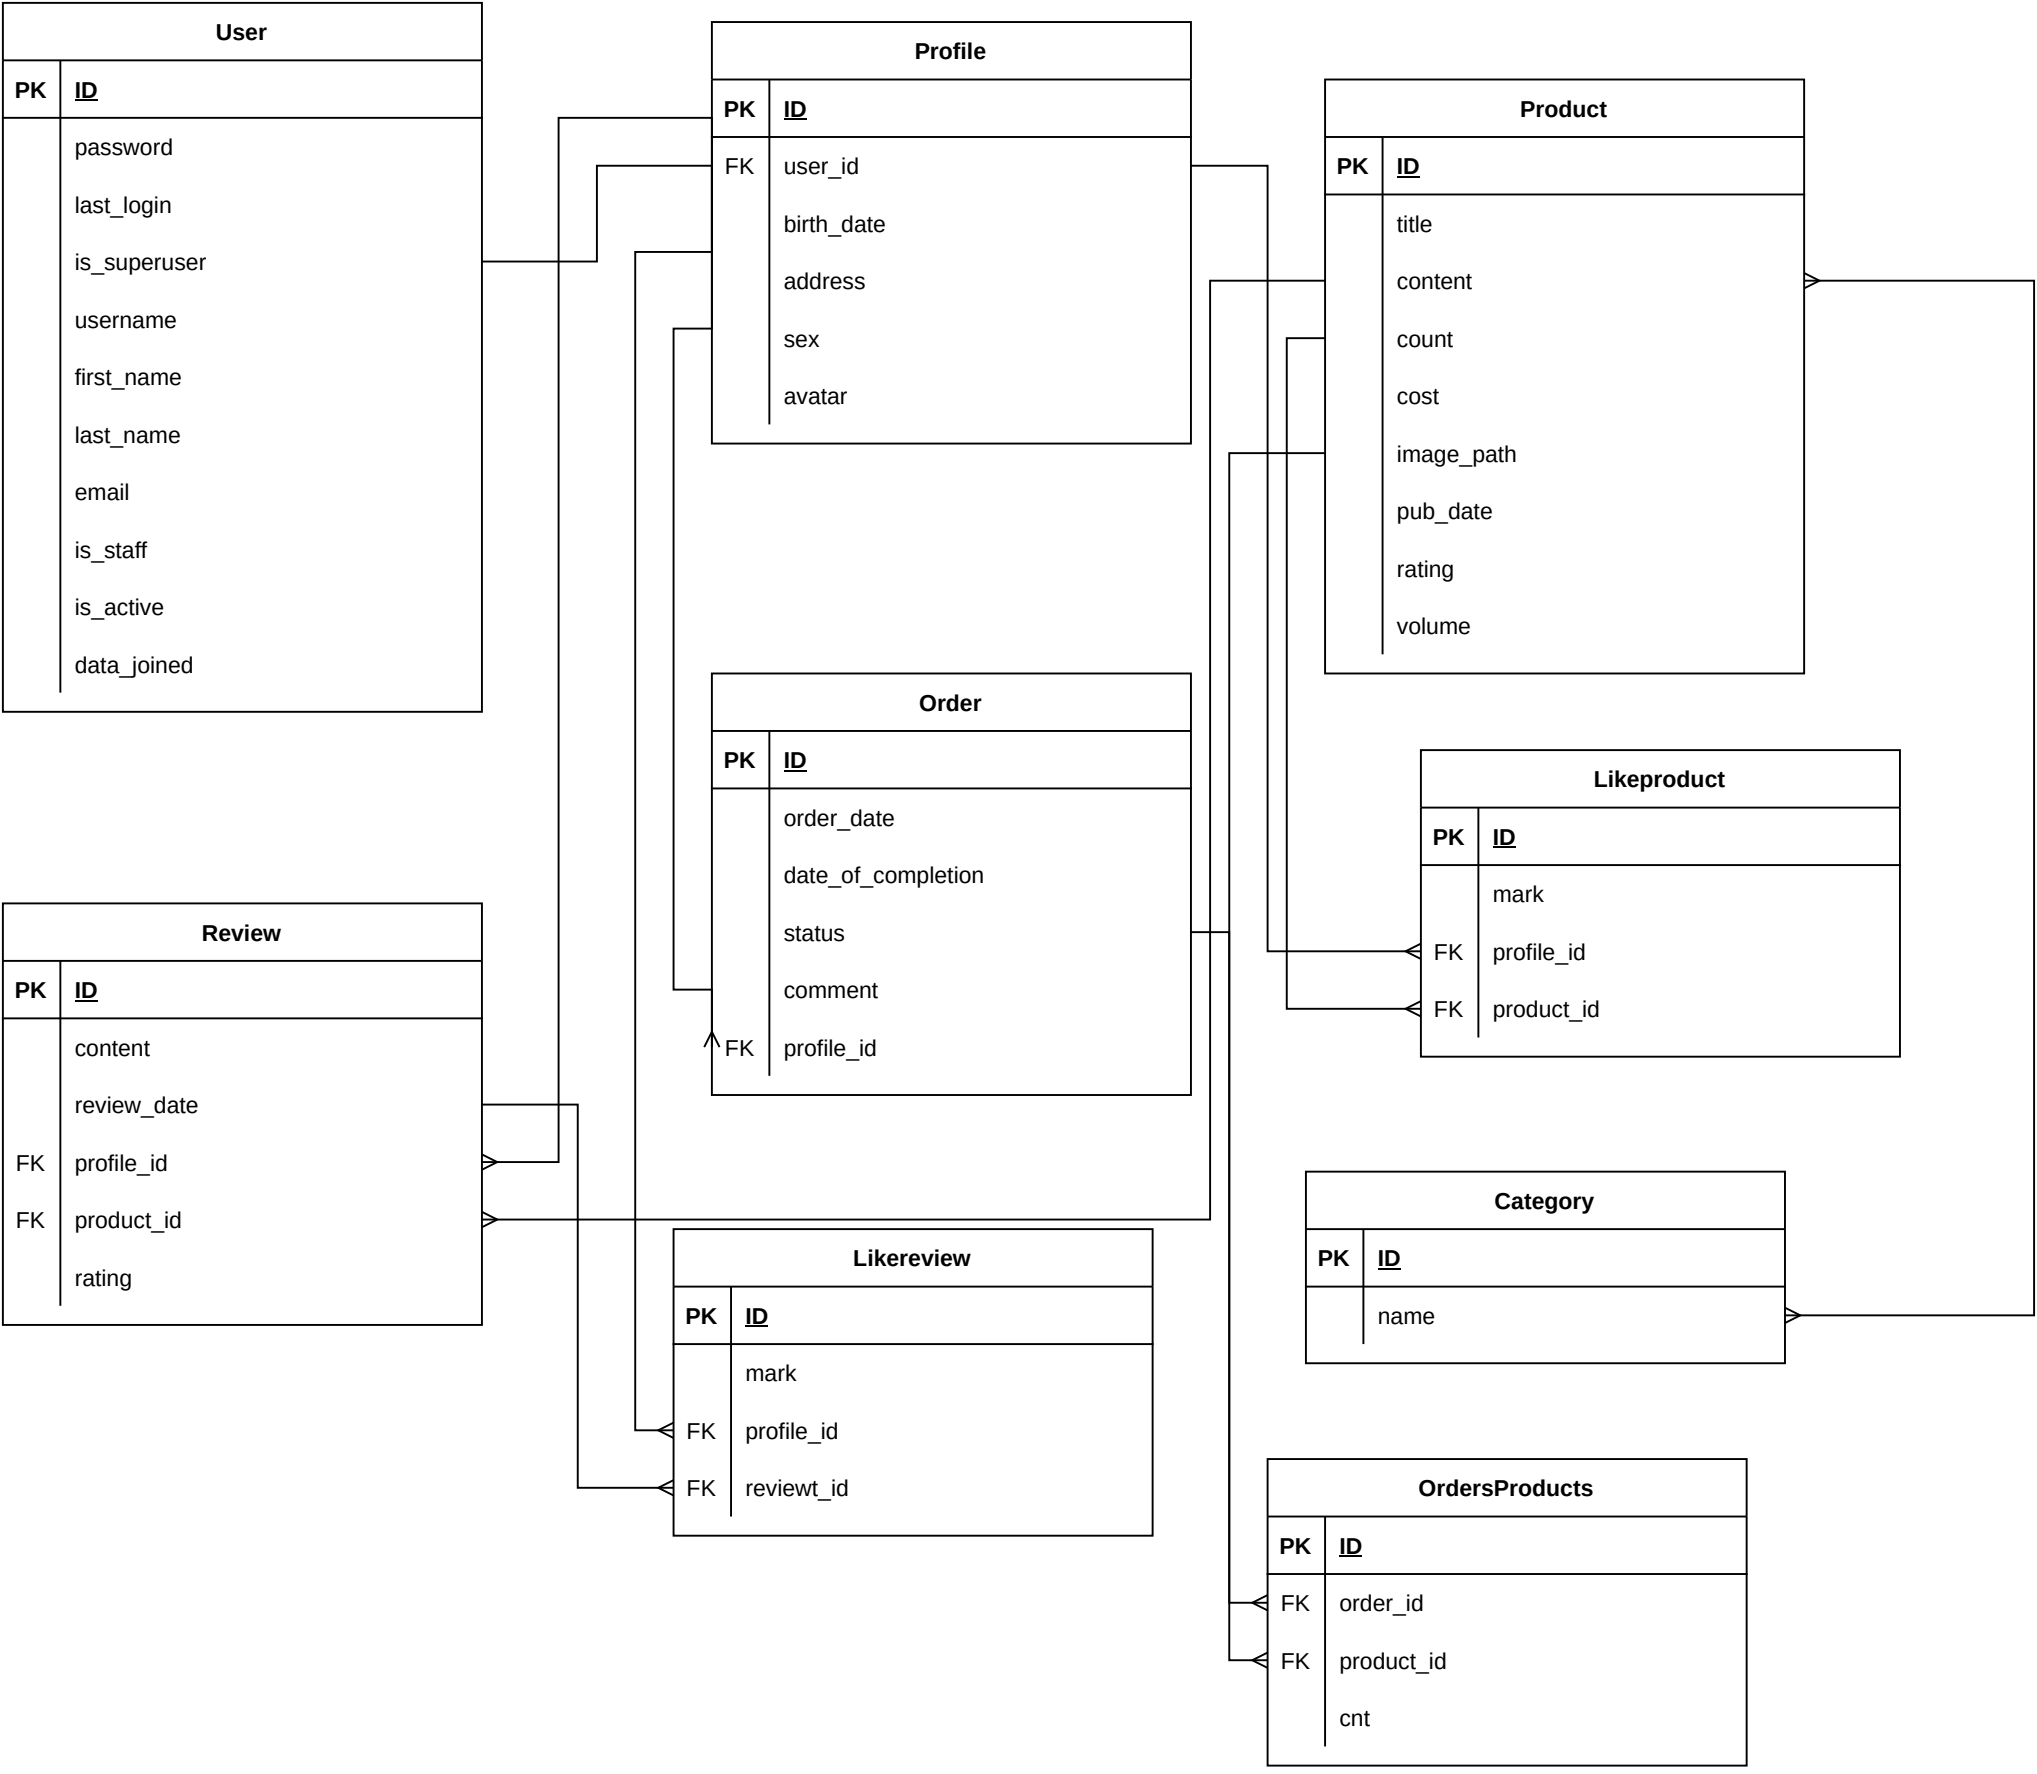 User
PK ID
password
last_login
is_superuser
username
first_name
last_name
email
is_staff
is_active
data_joined
Profile
PK ID
FK user_id
birth_date
address
sex
avatar
Product
PK ID
title
content
count
cost
image_path
pub_date
rating
volume
Order
PK ID
order_date
date_of_completion
status
comment
FK profile_id
Likeproduct
PK ID
mark
FK profile_id
FK product_id
Review
PK ID
content
review_date
FK profile_id
FK product_id
rating
Likereview
PK ID
mark
FK profile_id
FK reviewt_id
Category
PK ID
name
OrdersProducts
PK ID
FK order_id
FK product_id
cnt